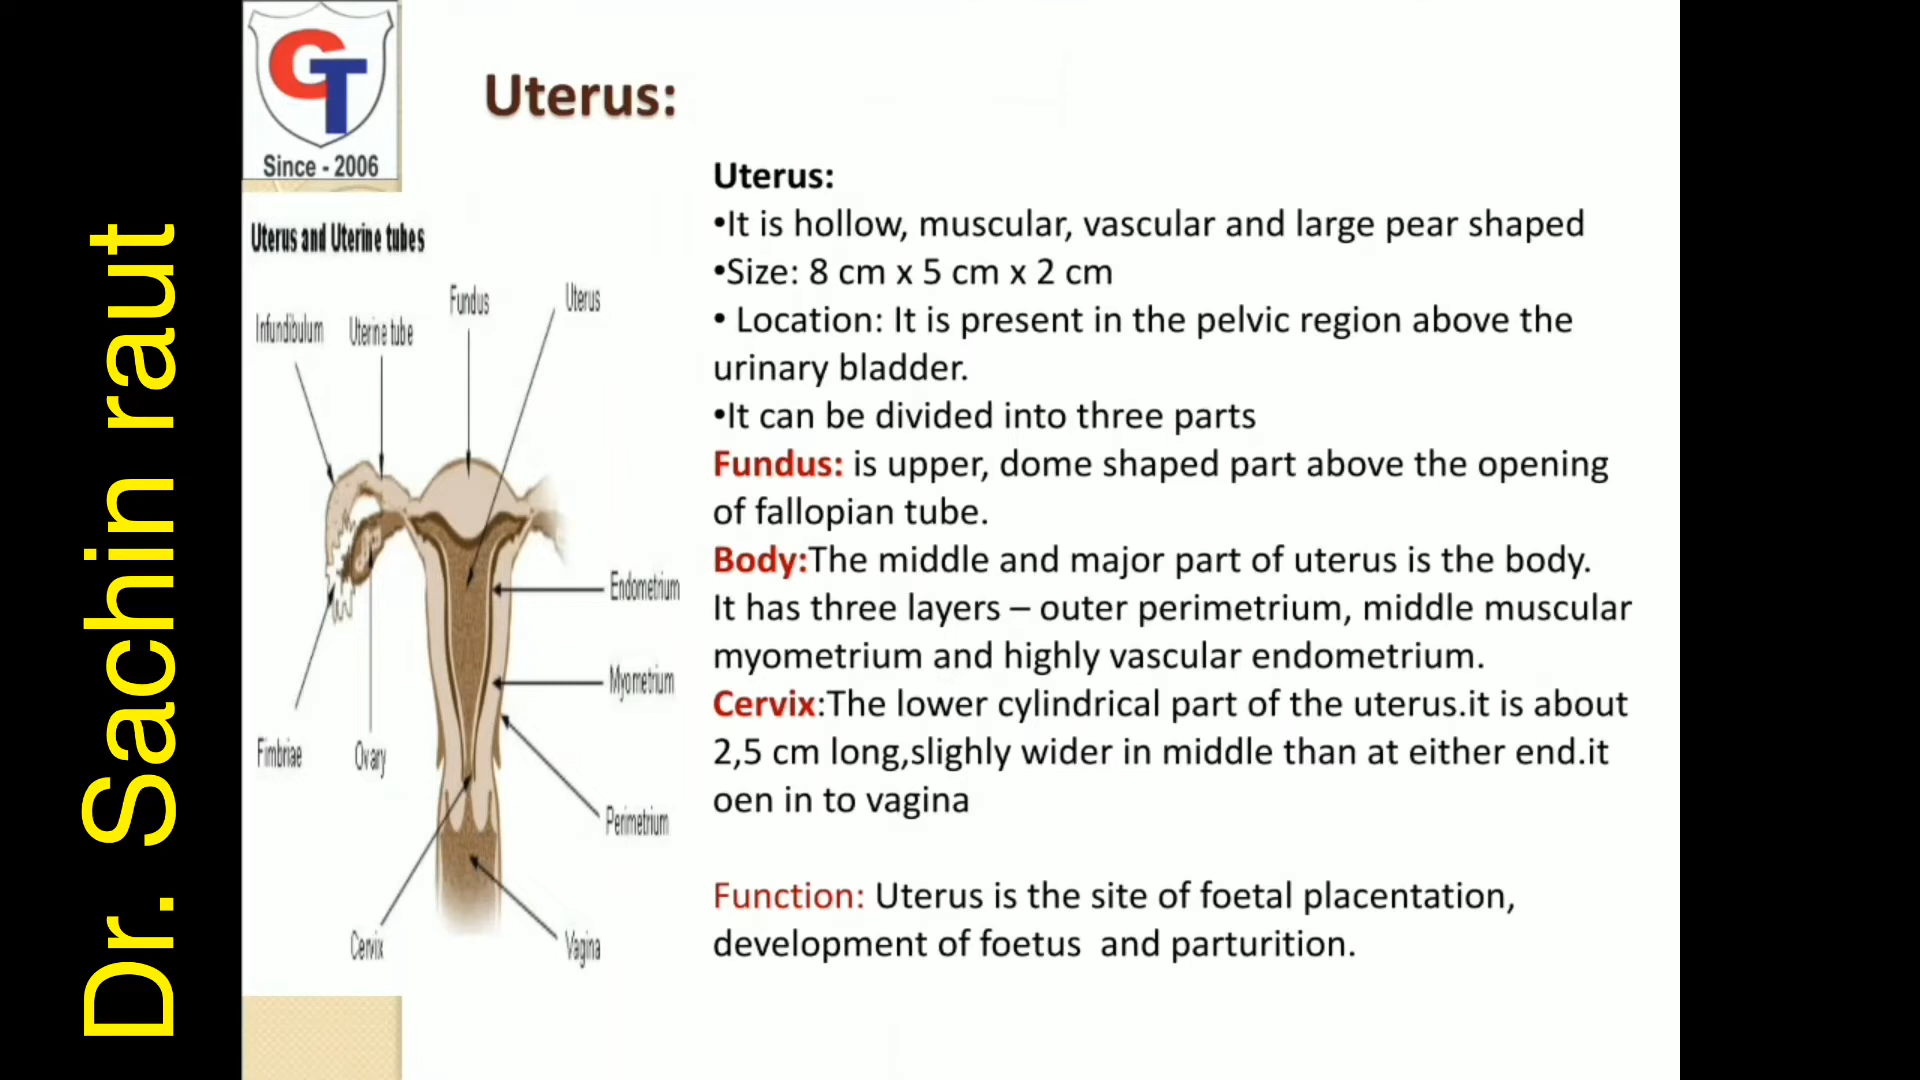 GT
Since - 2006
Dr. Sachin raut
Uterus:
Uterus and Uterine tubes
Infundibulum
Uterine tube
Fundus
Uterus
Endometrium
Myometrium
Perimetrium
Fimbriae
Ovary
Cervix
Vagina
Uterus:
•It is hollow, muscular, vascular and large pear shaped
•Size: 8 cm x 5 cm x 2 cm
• Location: It is present in the pelvic region above the
urinary bladder.
•It can be divided into three parts
Fundus: is upper, dome shaped part above the opening
of fallopian tube.
Body:The middle and major part of uterus is the body.
It has three layers – outer perimetrium, middle muscular
myometrium and highly vascular endometrium.
Cervix:The lower cylindrical part of the uterus.it is about
2,5 cm long,slighly wider in middle than at either end.it
oen in to vagina
Function: Uterus is the site of foetal placentation,
development of foetus  and parturition.